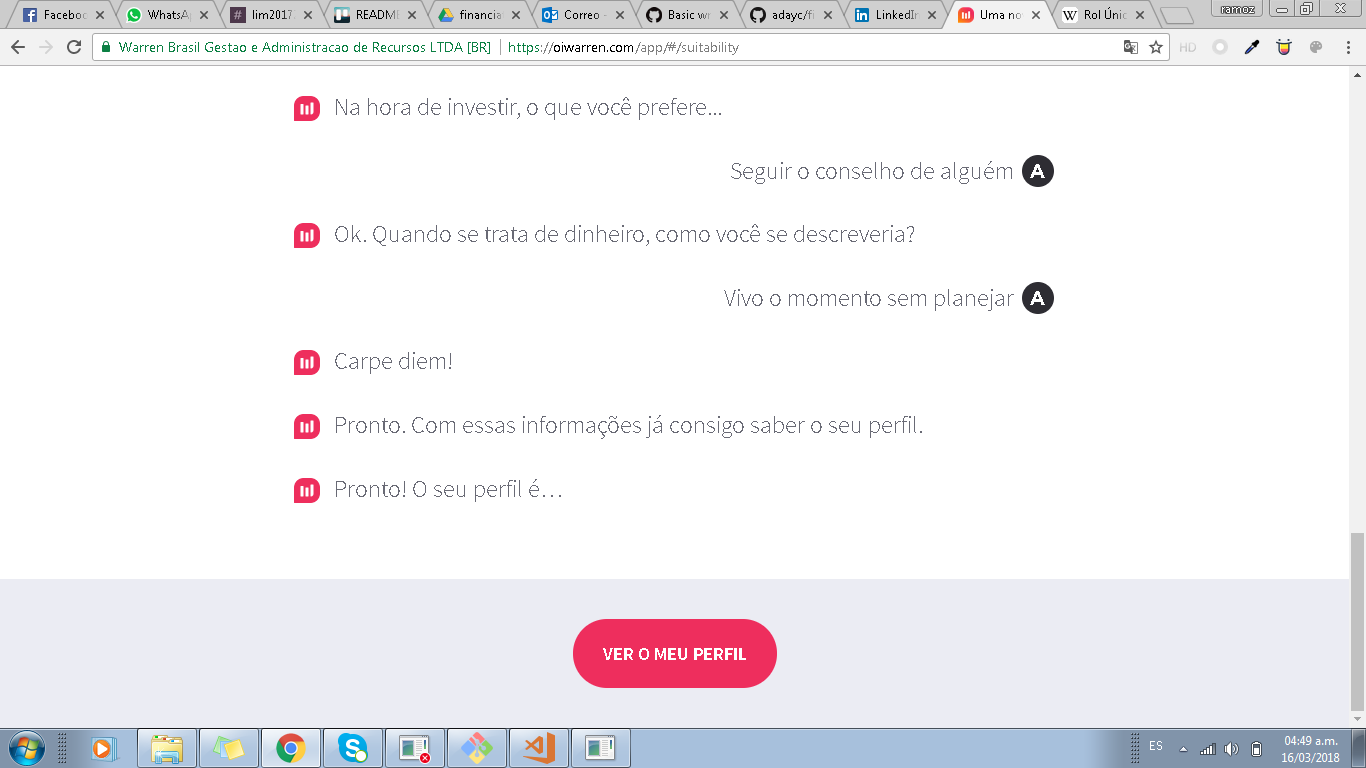 Faceboo
WhatsA
lim2017
README
financia
Correo -
Basic w
adayc/fi
LinkedIn
Uma no
Rol Únic
ramoz
Warren Brasil Gestao e Administracao de Recursos LTDA [BR]
https://oiwarren.com/app/#/suitability
HD
Na hora de investir, o que você prefere...
Seguir o conselho de alguém
A
Ok. Quando se trata de dinheiro, como você se descreveria?
Vivo o momento sem planejar
A
Carpe diem!
Pronto. Com essas informações já consigo saber o seu perfil.
Pronto! O seu perfil é…
VER O MEU PERFIL
ES
04:49 a.m.
16/03/2018